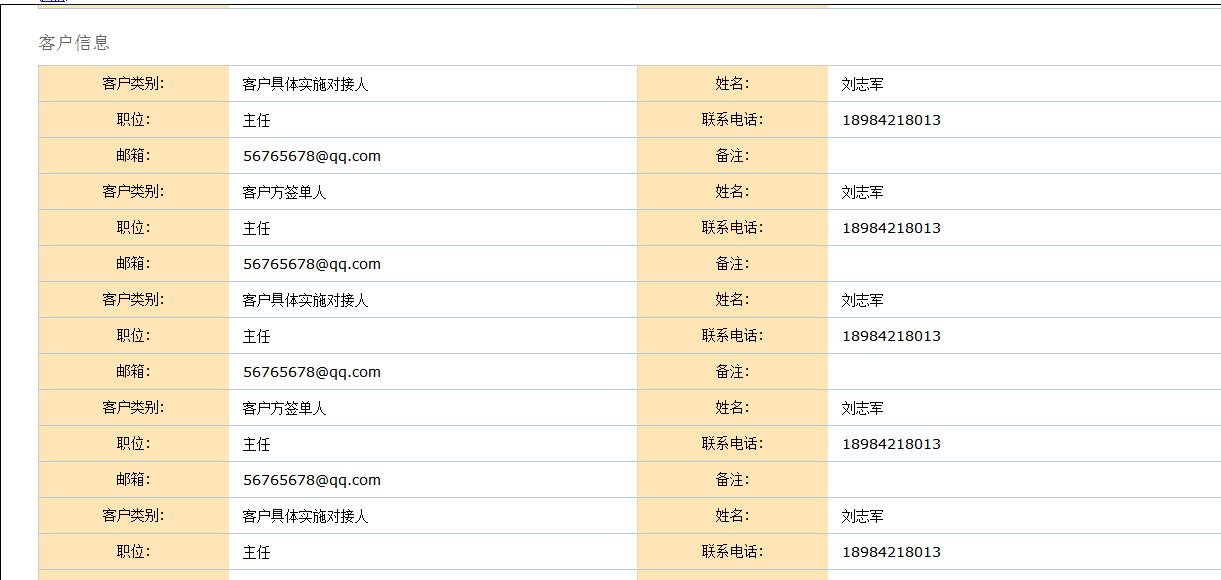 客户信息
客户类别： 客户具体实施对接人 姓名： 刘志军
职位： 主任 联系电话： 18984218013
邮箱： 56765678@qq.com 备注：
客户类别： 客户方签单人 姓名： 刘志军
职位： 主任 联系电话： 18984218013
邮箱： 56765678@qq.com 备注：
客户类别： 客户具体实施对接人 姓名： 刘志军
职位： 主任 联系电话： 18984218013
邮箱： 56765678@qq.com 备注：
客户类别： 客户方签单人 姓名： 刘志军
职位： 主任 联系电话： 18984218013
邮箱： 56765678@qq.com 备注：
客户类别： 客户具体实施对接人 姓名： 刘志军
职位： 主任 联系电话： 18984218013